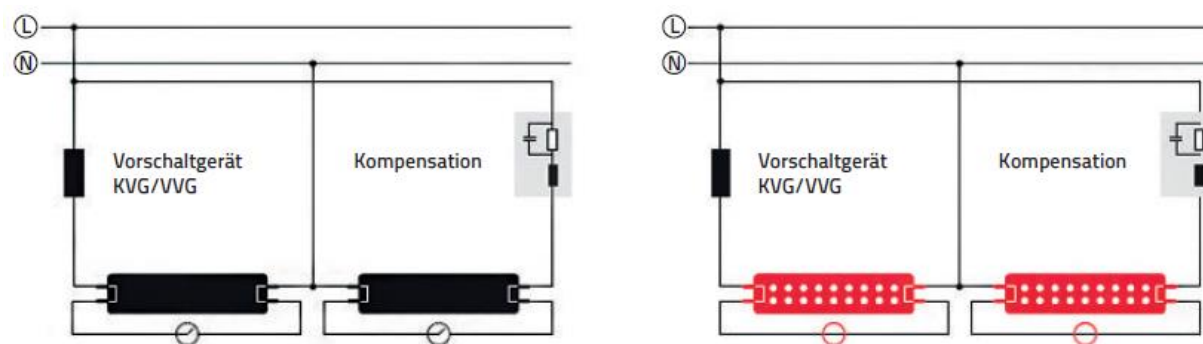 L
N
Vorschaltgerät
KVG/VVG
Kompensation
L
N
Vorschaltgerät
KVG/VVG
Kompensation